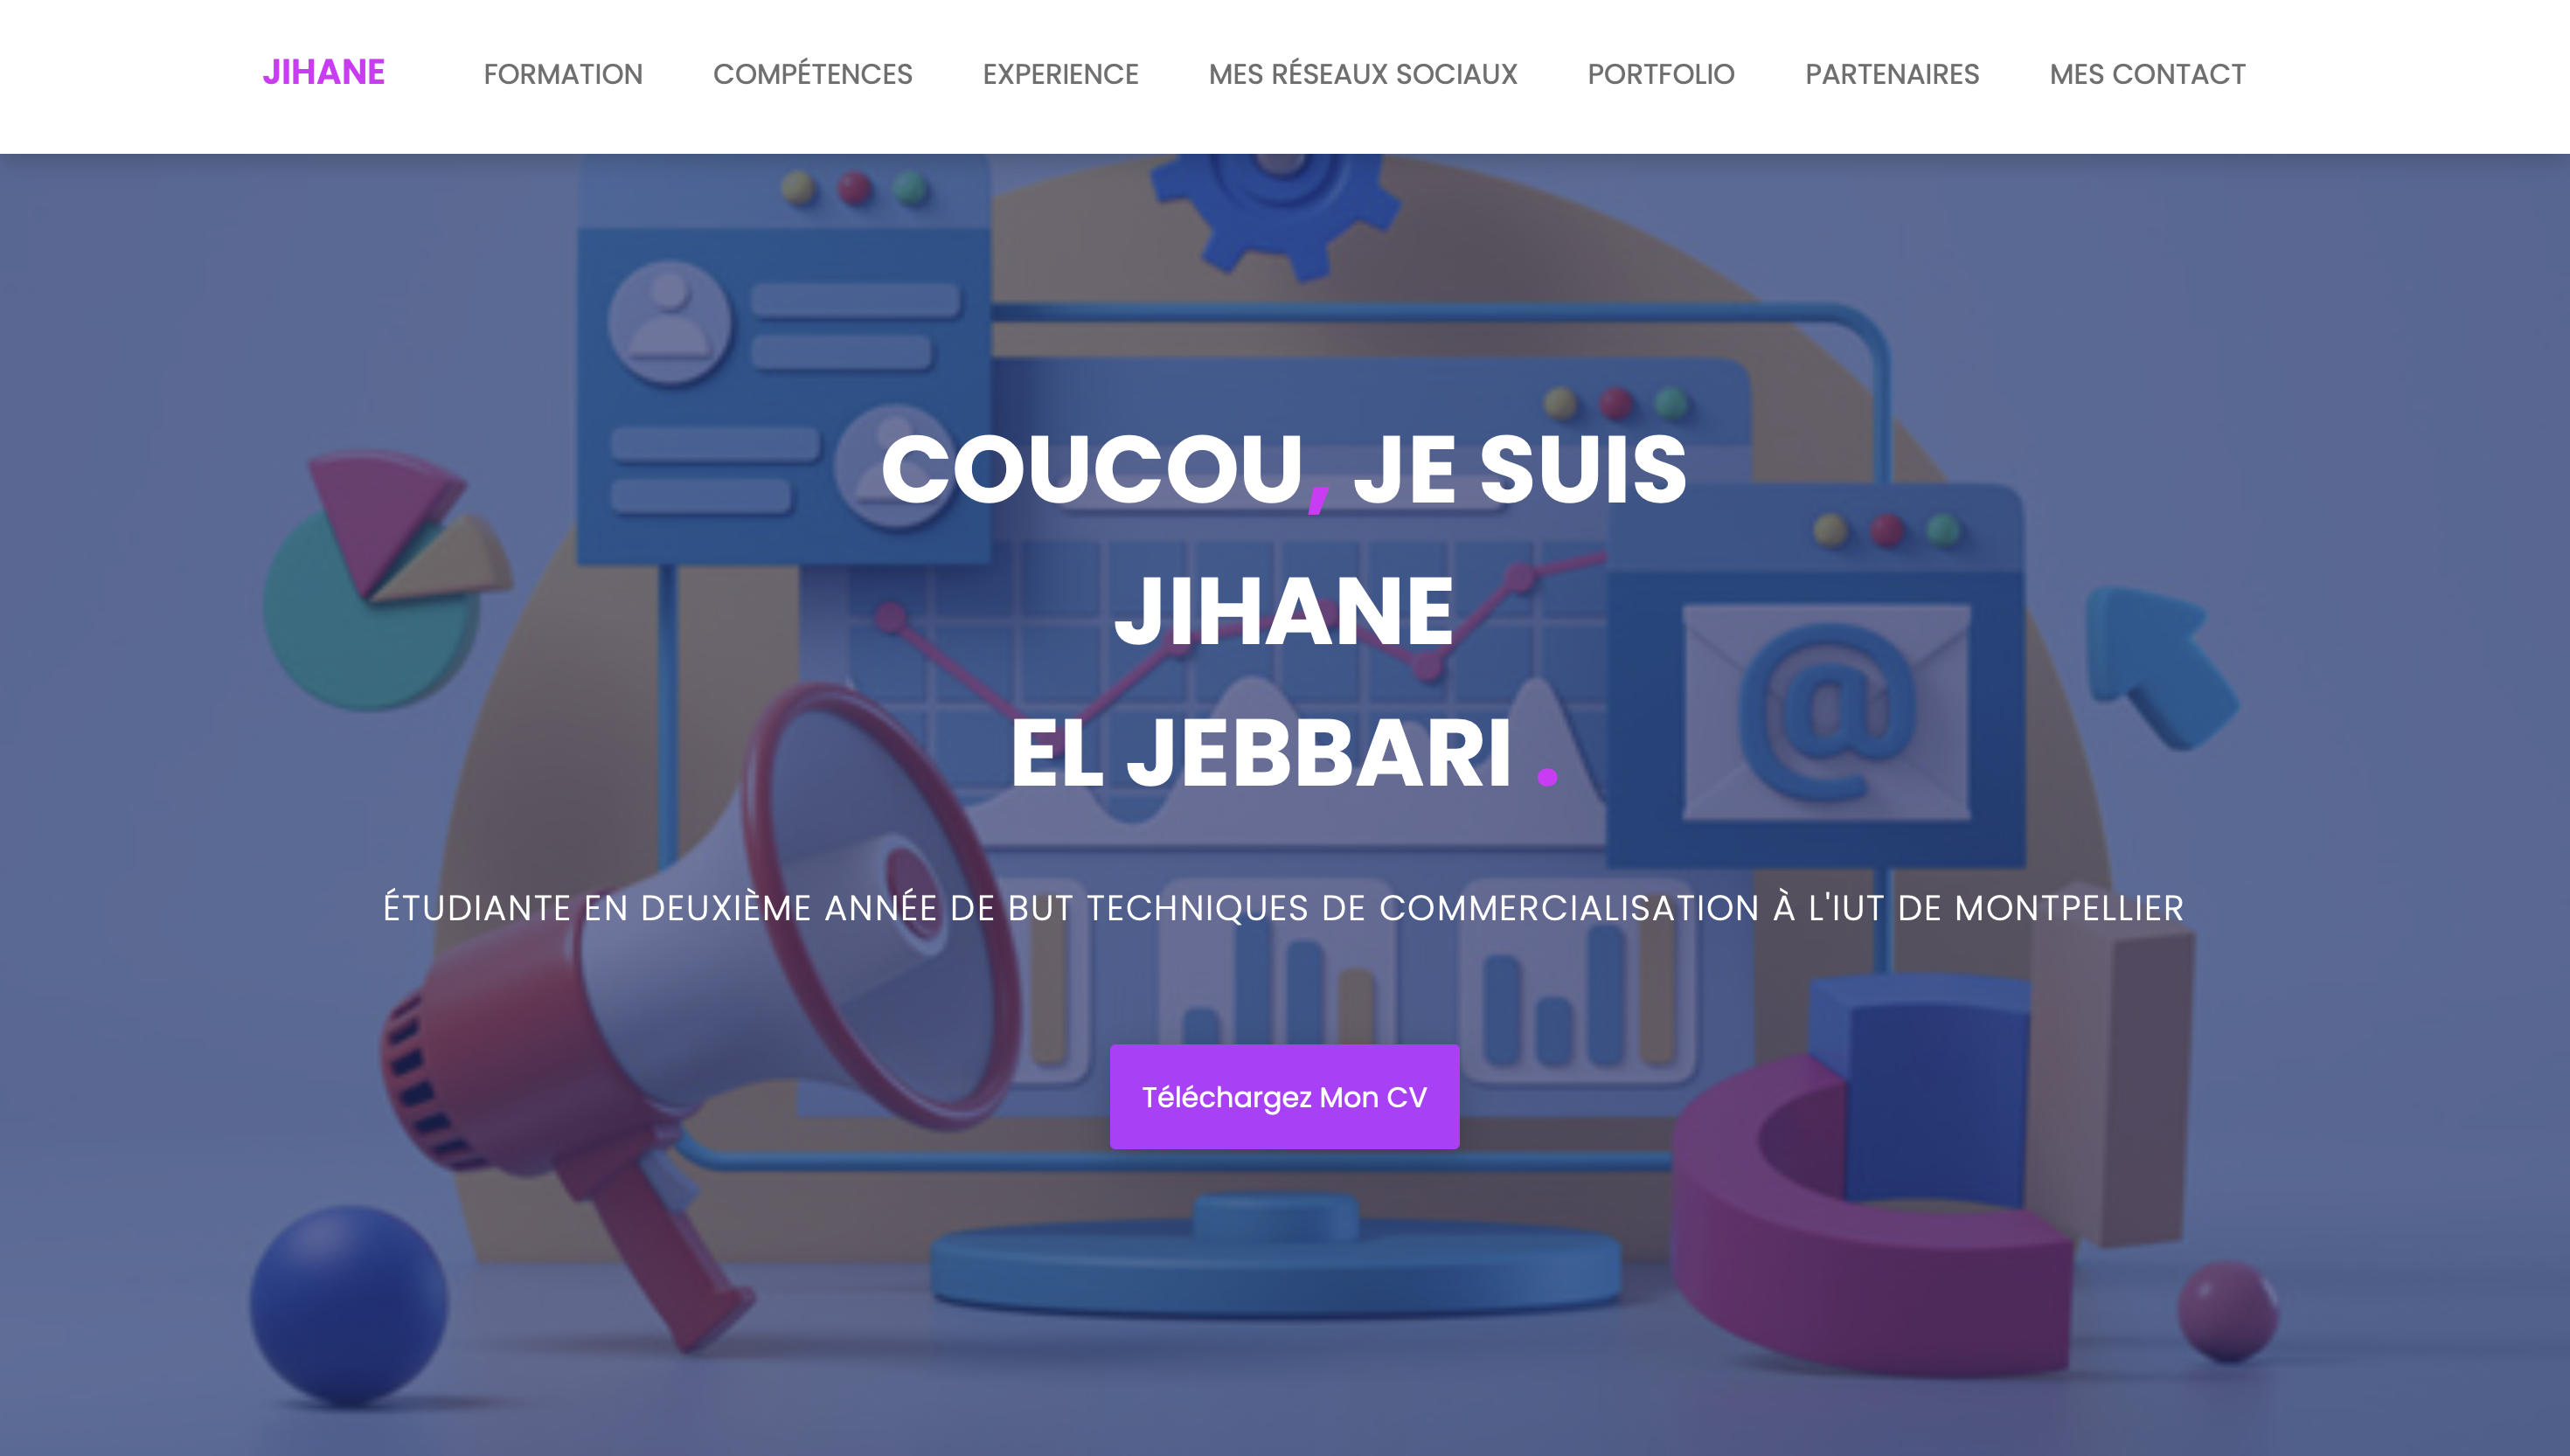 JIHANE FORMATION COMPÉTENCES EXPERIENCE MES RÉSEAUX SOCIAUX PORTFOLIO PARTENAIRES MES CONTACT
COUCOU, JE SUIS
JIHANE
EL JEBBARI .
@
ÉTUDIANTE EN DEUXIÈME ANNÉE DE BUT TECHNIQUES DE COMMERCIALISATION À L'IUT DE MONTPELLIER
Téléchargez Mon CV